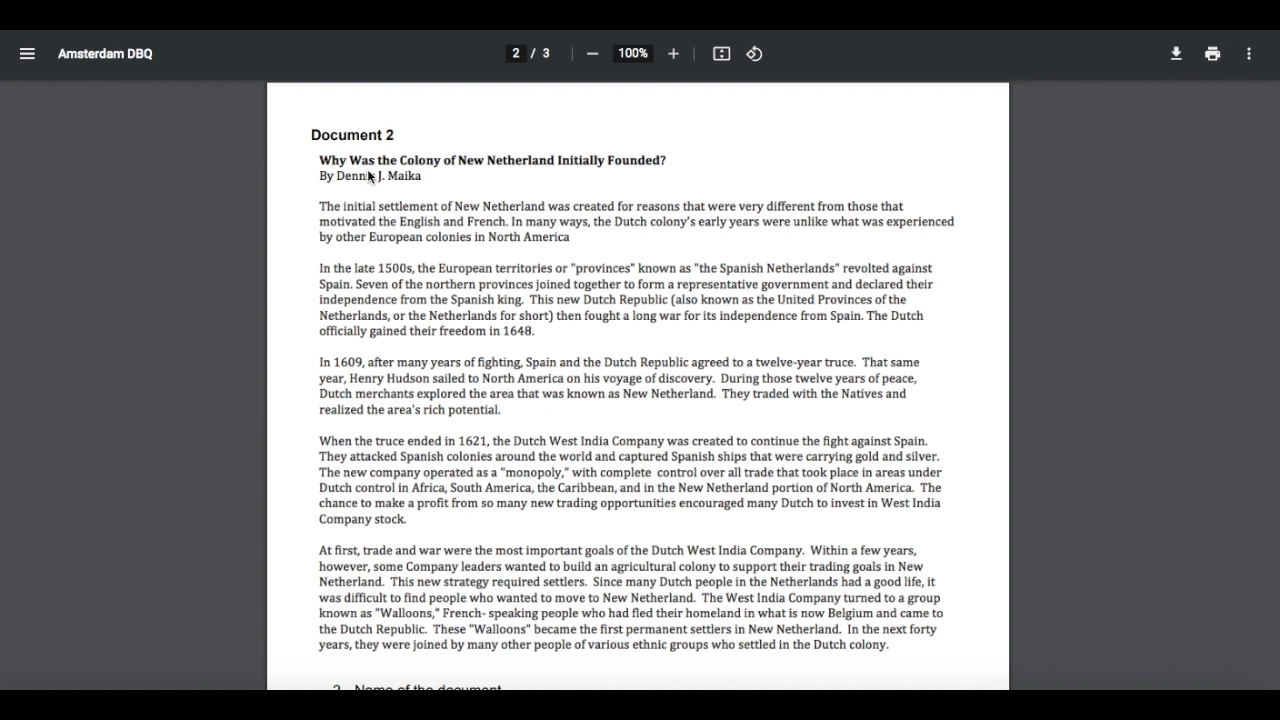 Amsterdam DBQ
2 / 3
100%
Document 2
Why Was the Colony of New Netherland Initially Founded?
By Dennis J. Maika
The initial settlement of New Netherland was created for reasons that were very different from those that
motivated the English and French. In many ways, the Dutch colony's early years were unlike what was experienced
by other European colonies in North America
In the late 1500s, the European territories or "provinces" known as "the Spanish Netherlands" revolted against
Spain. Seven of the northern provinces joined together to form a representative government and declared their
independence from the Spanish king. This new Dutch Republic (also known as the United Provinces of the
Netherlands, or the Netherlands for short) then fought a long war for its independence from Spain. The Dutch
officially gained their freedom in 1648.
In 1609, after many years of fighting, Spain and the Dutch Republic agreed to a twelve-year truce. That same
year, Henry Hudson sailed to North America on his voyage of discovery. During those twelve years of peace,
Dutch merchants explored the area that was known as New Netherland. They traded with the Natives and
realized the area's rich potential.
When the truce ended in 1621, the Dutch West India Company was created to continue the fight against Spain.
They attacked Spanish colonies around the world and captured Spanish ships that were carrying gold and silver.
The new company operated as a "monopoly," with complete control over all trade that took place in areas under
Dutch control in Africa, South America, the Caribbean, and in the New Netherland portion of North America. The
chance to make a profit from so many new trading opportunities encouraged many Dutch to invest in West India
Company stock.
At first, trade and war were the most important goals of the Dutch West India Company. Within a few years,
however, some Company leaders wanted to build an agricultural colony to support their trading goals in New
Netherland. This new strategy required settlers. Since many Dutch people in the Netherlands had a good life, it
was difficult to find people who wanted to move to New Netherland. The West India Company turned to a group
known as "Walloons," French- speaking people who had fled their homeland in what is now Belgium and came to
the Dutch Republic. These "Walloons" became the first permanent settlers in New Netherland. In the next forty
years, they were joined by many other people of various ethnic groups who settled in the Dutch colony.
2. Name of the document